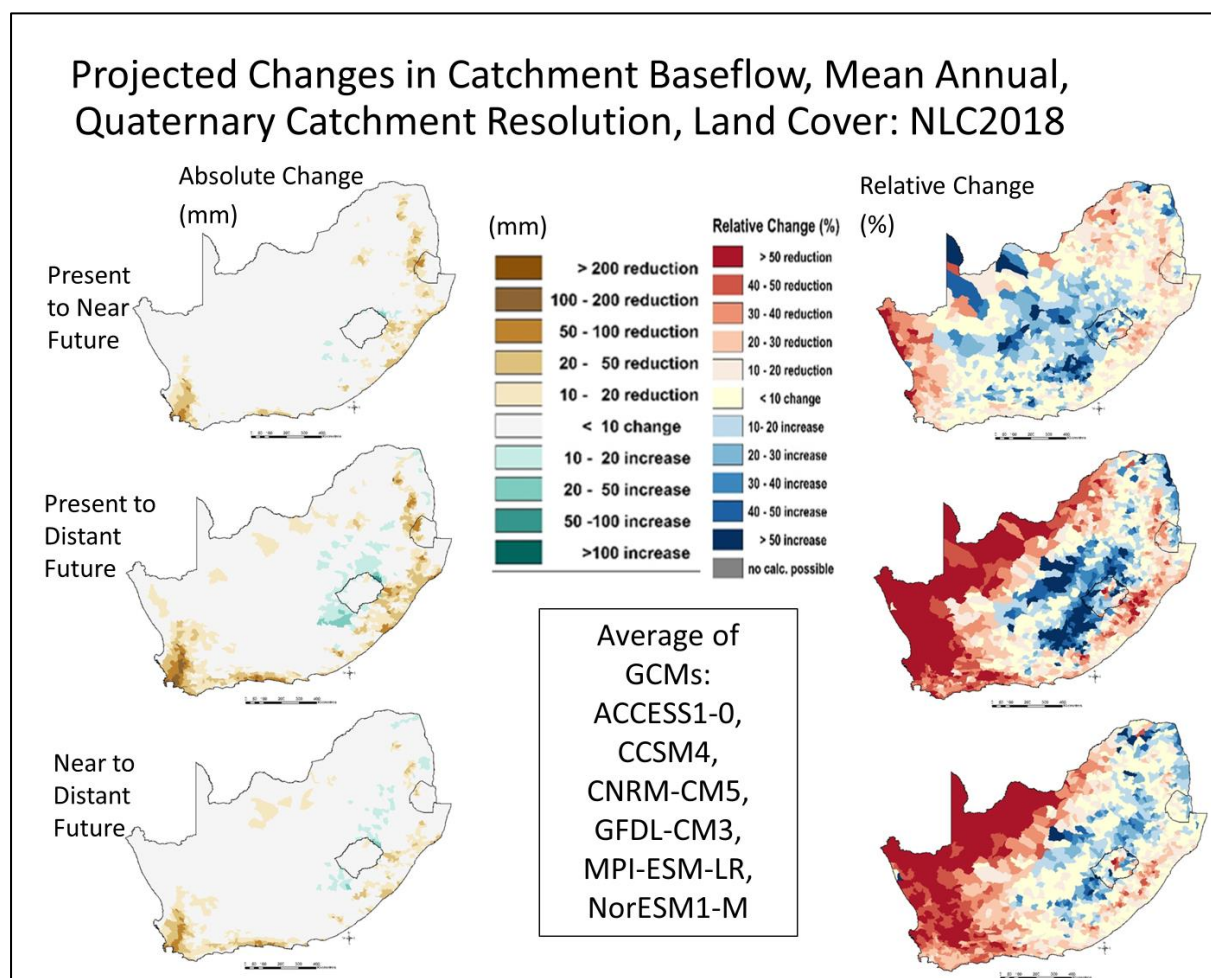 Projected Changes in Catchment Baseflow, Mean Annual,
Quaternary Catchment Resolution, Land Cover: NLC2018
Absolute Change
(mm)
Present
to Near
Future
Present to
Distant
Future
Near to
Distant
Future
(mm)
> 200 reduction
100 - 200 reduction
50 - 100 reduction
20 - 50 reduction
10 - 20 reduction
< 10 change
10 - 20 increase
20 - 50 increase
50 -100 increase
>100 increase
Relative Change (%)
> 50 reduction
40 - 50 reduction
30 - 40 reduction
20 - 30 reduction
10 - 20 reduction
< 10 change
10- 20 increase
20 - 30 increase
30 - 40 increase
40 - 50 increase
> 50 increase
no calc. possible
Relative Change
(%)
Average of
GCMs:
ACCESS1-0,
CCSM4,
CNRM-CM5,
GFDL-CM3,
MPI-ESM-LR,
NorESM1-M